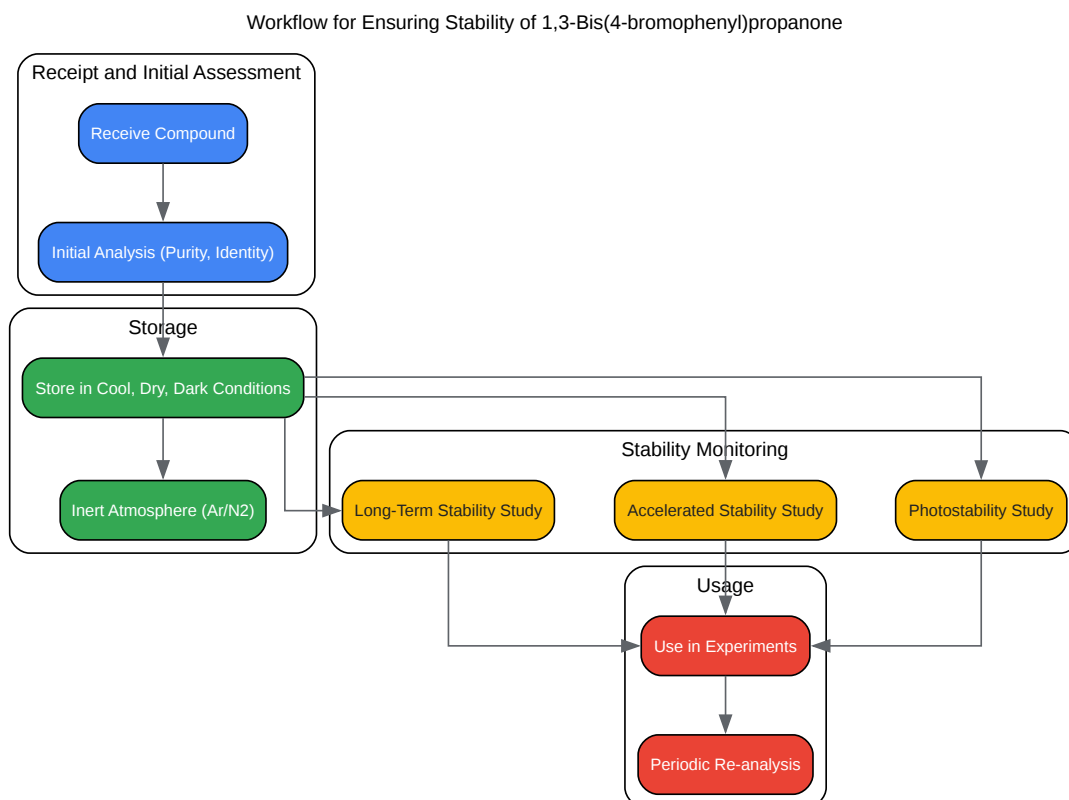 Workflow for Ensuring Stability of 1,3-Bis(4-bromophenyl)propanone
Receipt and Initial Assessment
Receive Compound
Initial Analysis (Purity, Identity)
Storage
Store in Cool, Dry, Dark Conditions
Inert Atmosphere (Ar/N2)
Stability Monitoring
Long-Term Stability Study
Accelerated Stability Study
Photostability Study
Usage
Use in Experiments
Periodic Re-analysis